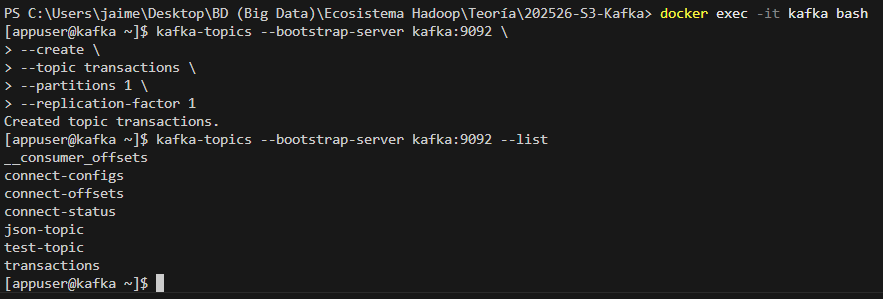 PS C:\Users\jaime\Desktop\BD (Big Data)\Ecosistema Hadoop\Teoría\202526-S3-Kafka> docker exec -it kafka bash
[appuser@kafka ~]$ kafka-topics --bootstrap-server kafka:9092 \
> --create \
> --topic transactions \
> --partitions 1 \
> --replication-factor 1
Created topic transactions.
[appuser@kafka ~]$ kafka-topics --bootstrap-server kafka:9092 --list
__consumer_offsets
connect-configs
connect-offsets
connect-status
json-topic
test-topic
transactions
[appuser@kafka ~]$